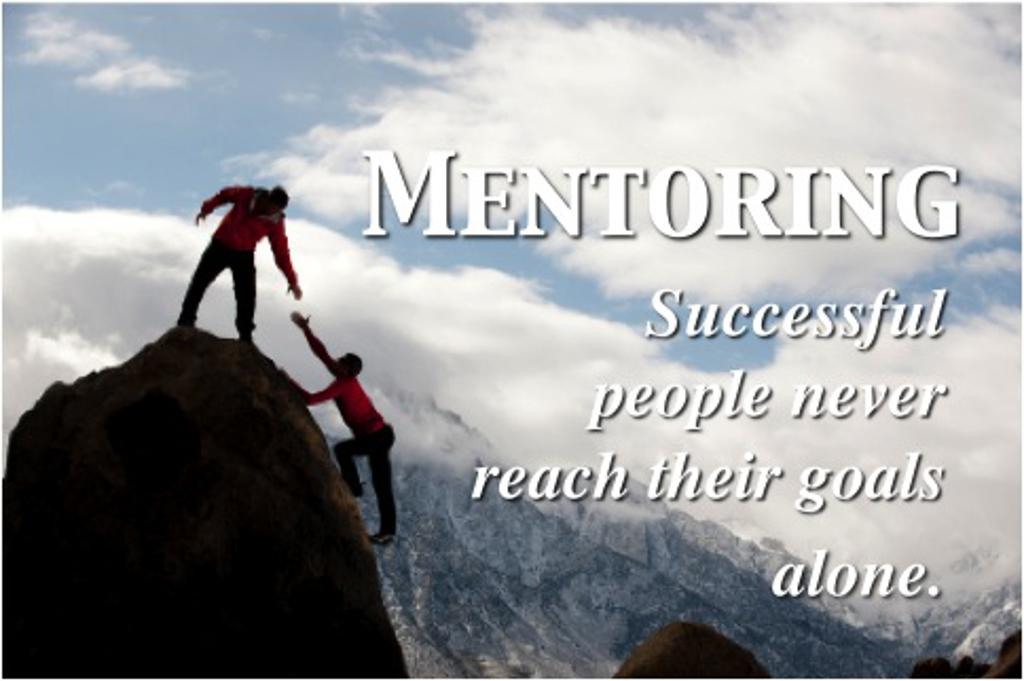 MENTORING
Successful
people never
reach their goals
alone.